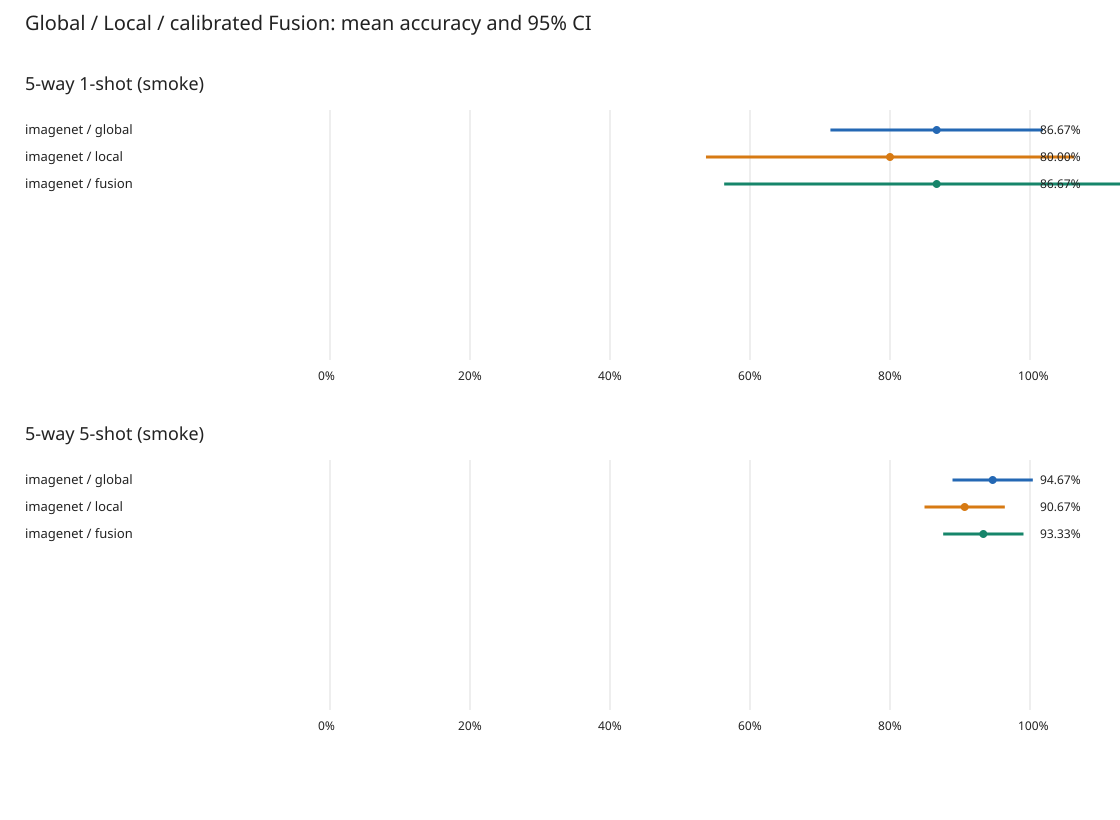 Global / Local / calibrated Fusion: mean accuracy and 95% CI
5-way 1-shot (smoke)
imagenet / global 86.67%
imagenet / local 80.00%
imagenet / fusion 86.67%
0% 20% 40% 60% 80% 100%
5-way 5-shot (smoke)
imagenet / global 94.67%
imagenet / local 90.67%
imagenet / fusion 93.33%
0% 20% 40% 60% 80% 100%